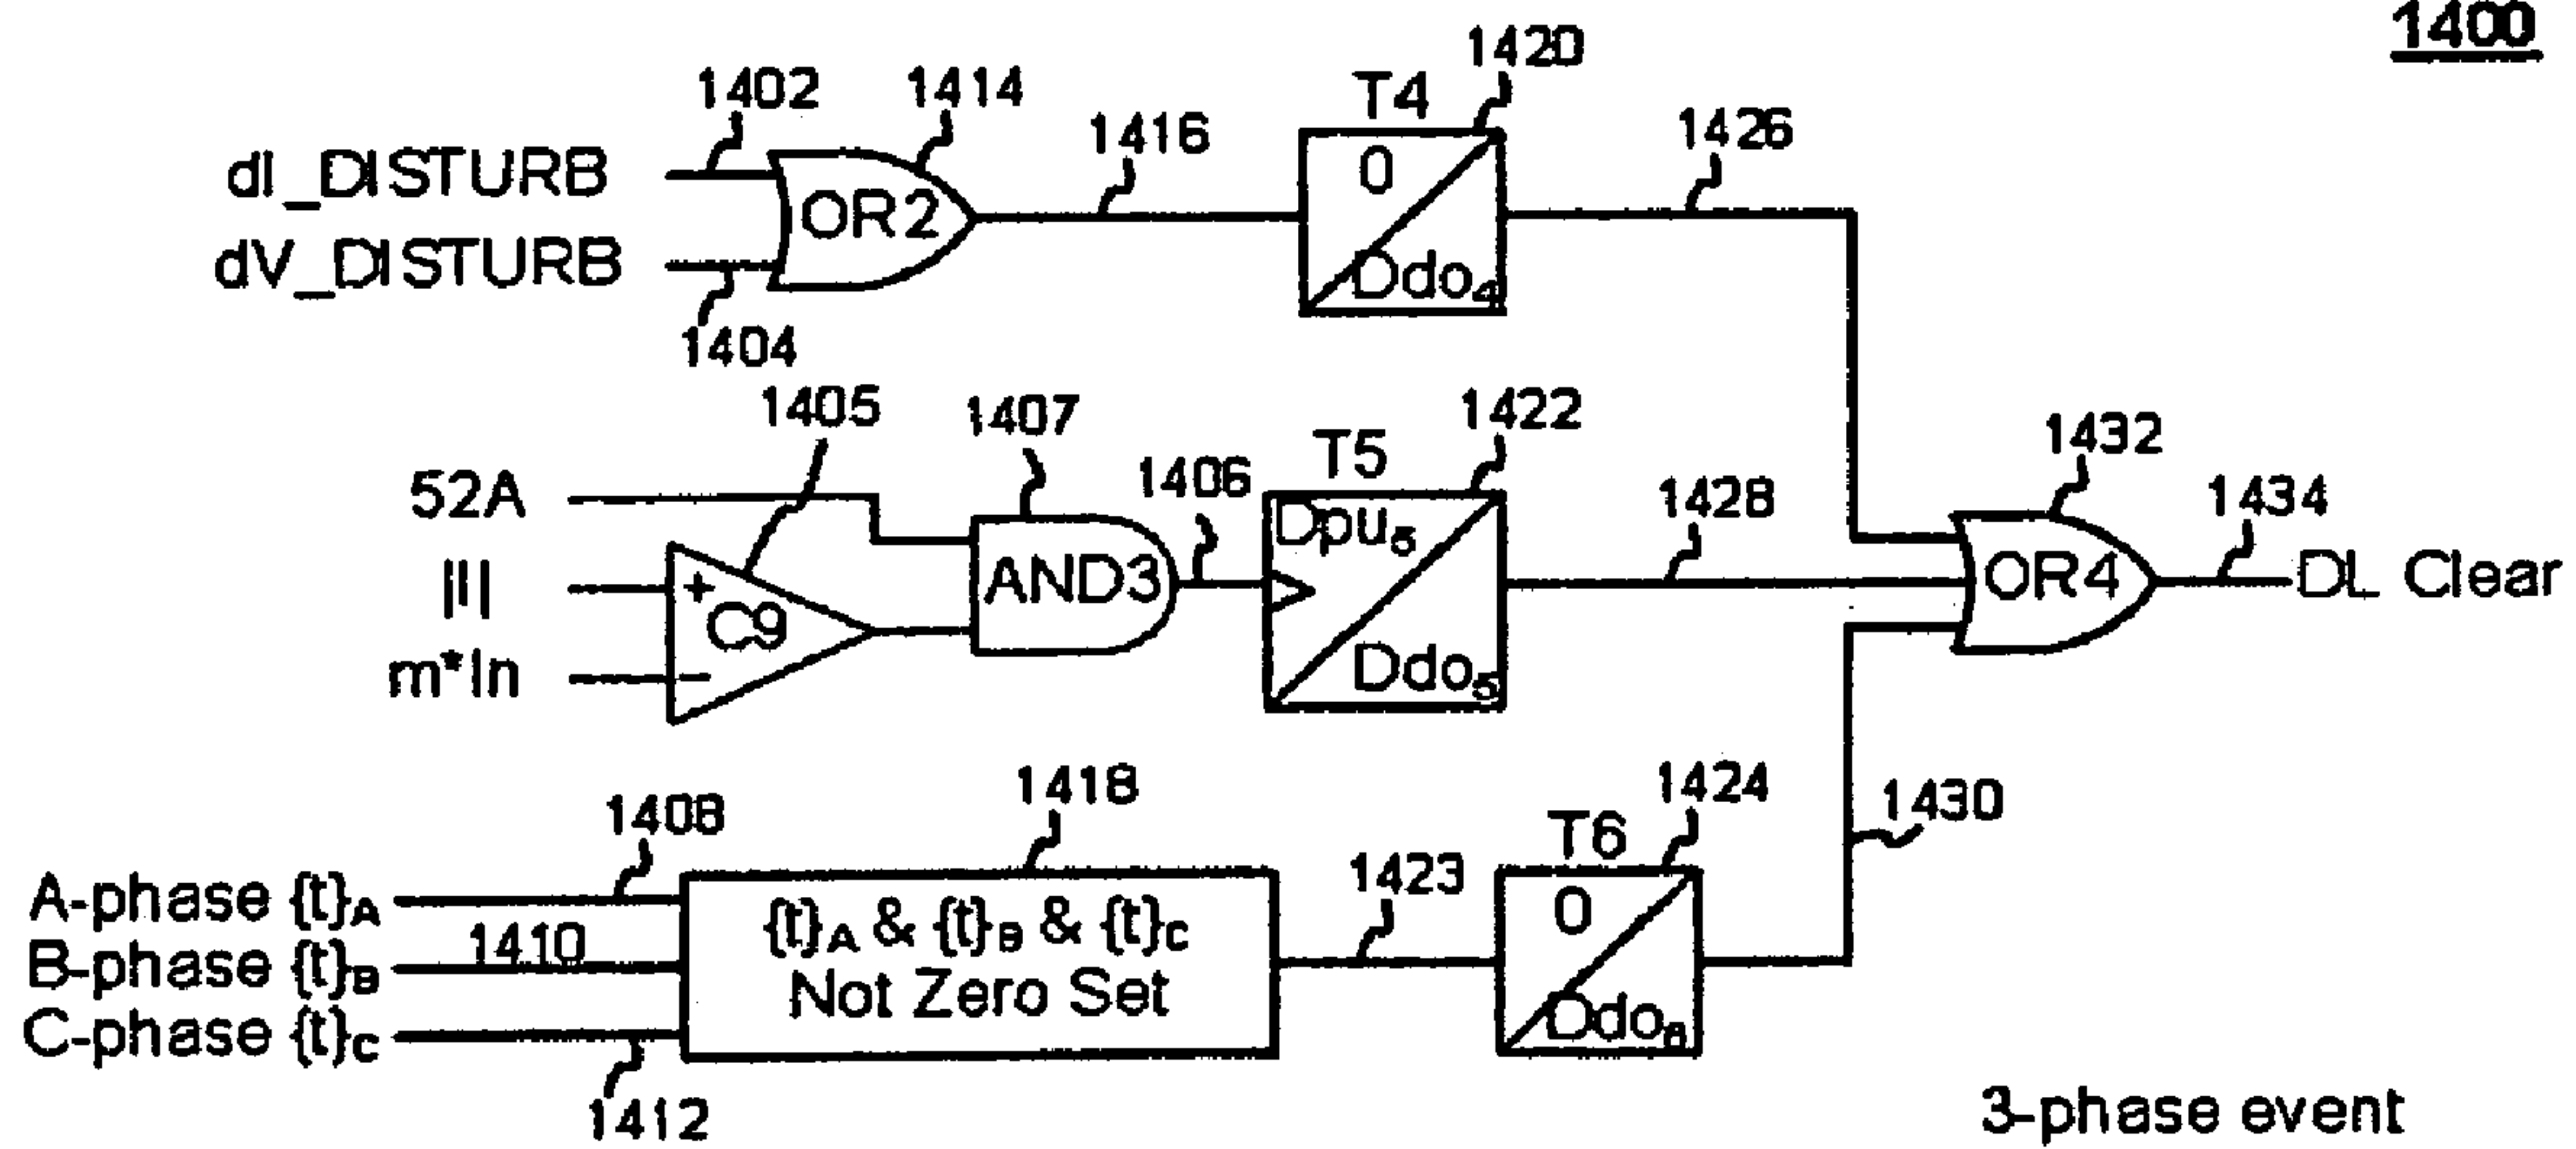 1400
1402
1414
1416
T4
1420
1426
dI_DISTURB
dV_DISTURB
OR2
0
Ddo₄
1404
1405
1407
1406
T5
1422
1428
1432
1434
52A
|I|
m*In
+
C9
−
AND3
Dpu₅
Ddo₅
OR4
DL Clear
1408
1418
1423
T6
1424
1430
A-phase {t}A
1410
B-phase {t}B
C-phase {t}C
1412
{t}A & {t}B & {t}C
Not Zero Set
0
Ddo₆
3-phase event